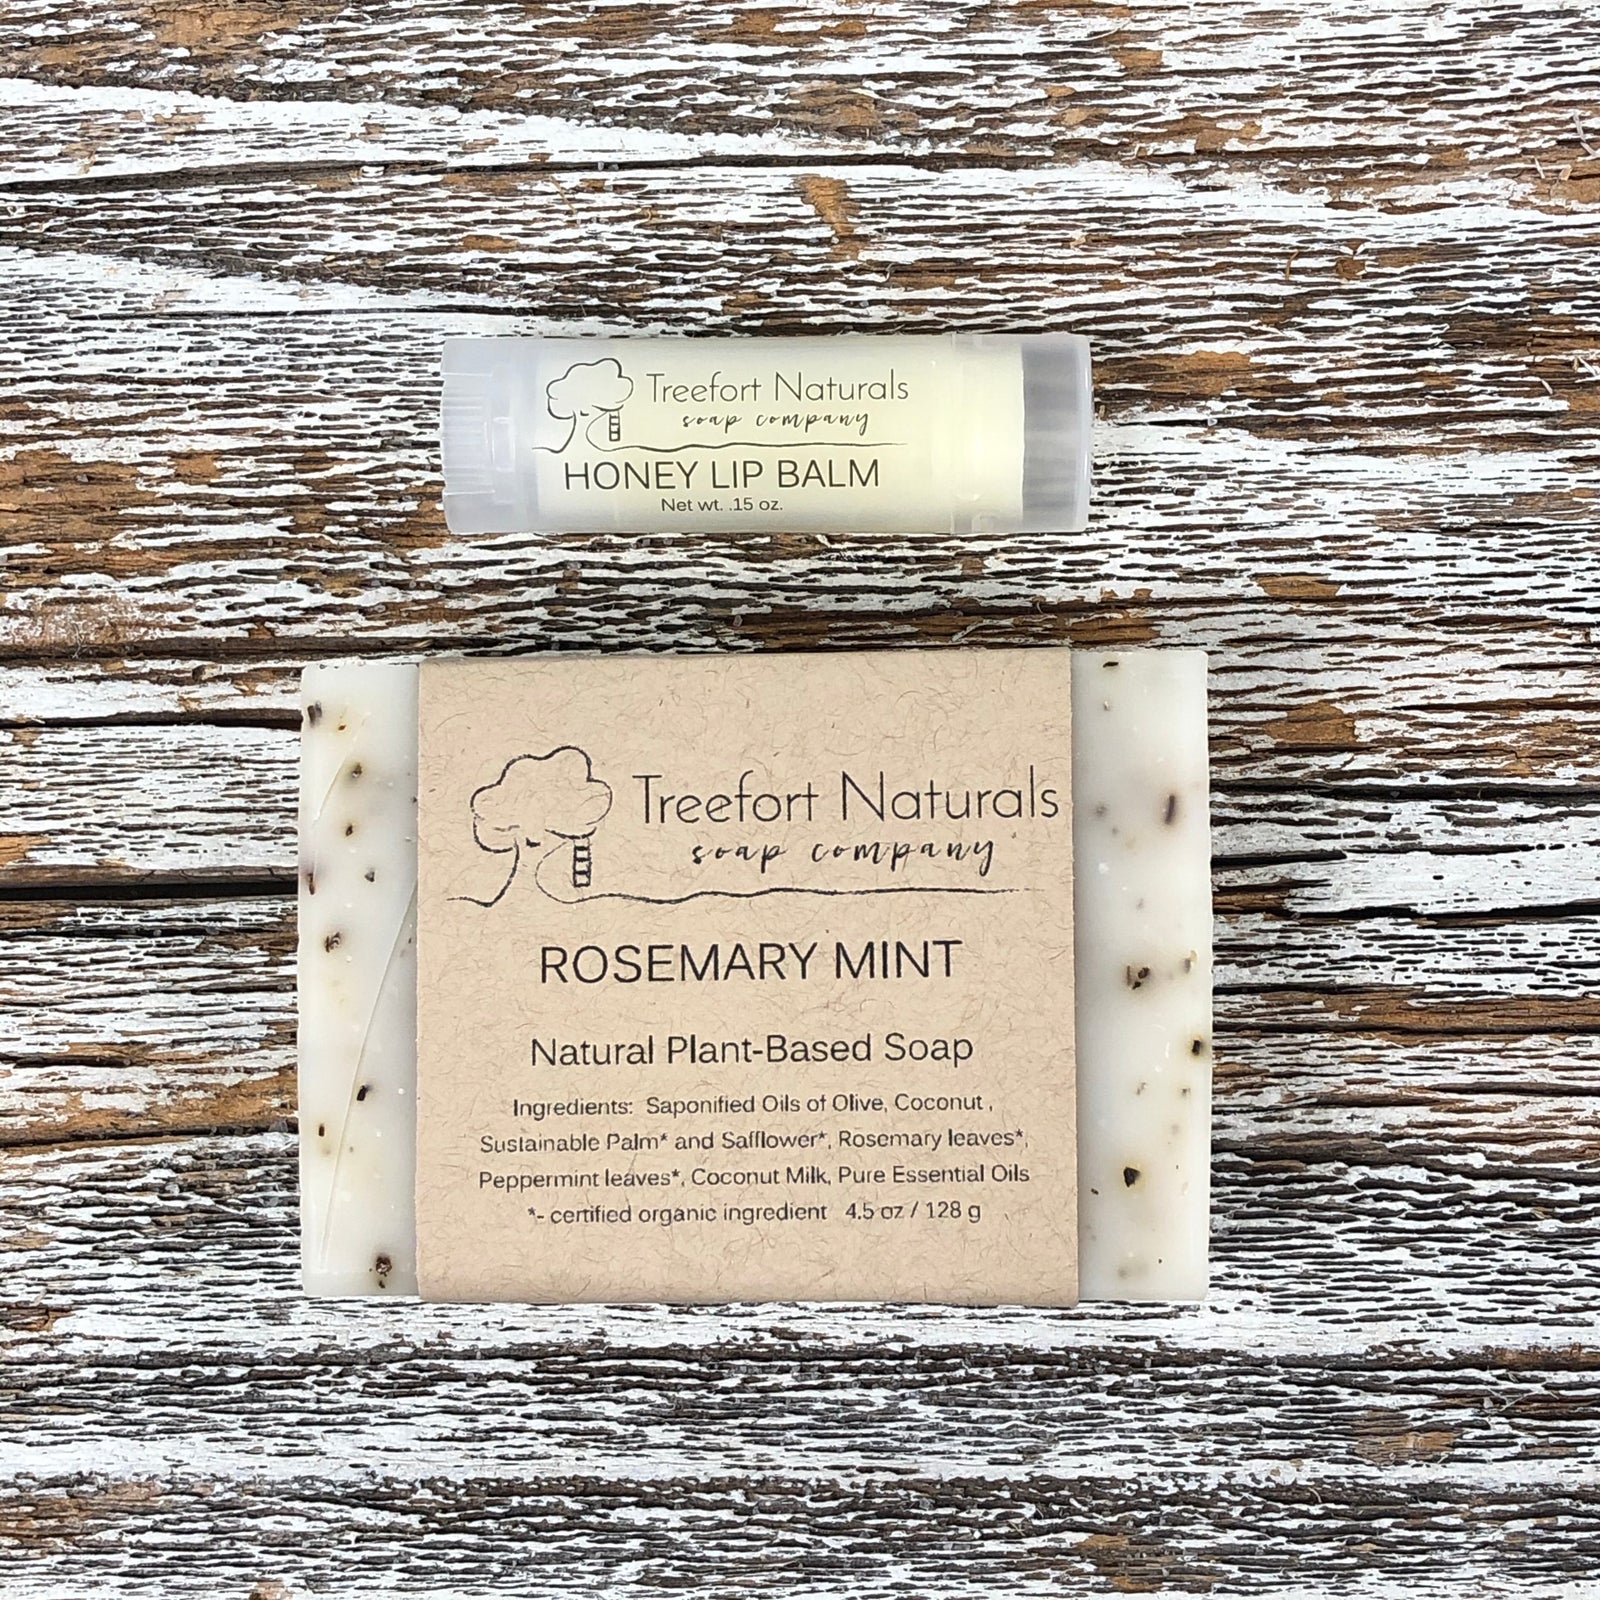 Treefort Naturals
soap company
HONEY LIP BALM
Net wt. .15 oz.
Treefort Naturals
soap company
ROSEMARY MINT
Natural Plant-Based Soap
Ingredients: Saponified Oils of Olive, Coconut ,
Sustainable Palm* and Safflower*, Rosemary leaves*,
Peppermint leaves*, Coconut Milk, Pure Essential Oils
*- certified organic ingredient 4.5 oz / 128 g